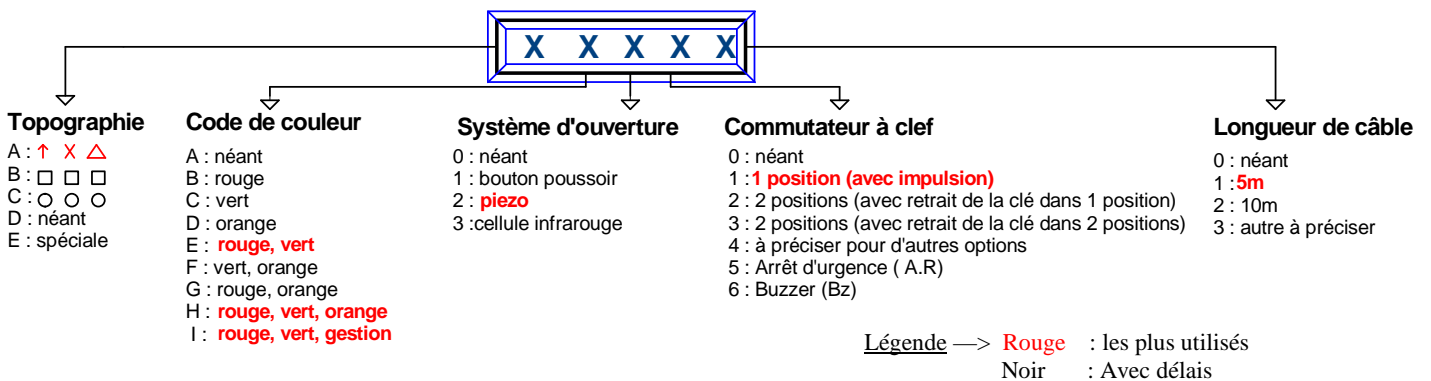 X X X X X
Topographie
A : ↑ X △
B : □ □ □
C : ○ ○ ○
D : néant
E : spéciale
Code de couleur
A : néant
B : rouge
C : vert
D : orange
E : rouge, vert
F : vert, orange
G : rouge, orange
H : rouge, vert, orange
I : rouge, vert, gestion
Système d'ouverture
0 : néant
1 : bouton poussoir
2 : piezo
3 :cellule infrarouge
Commutateur à clef
0 : néant
1 :1 position (avec impulsion)
2 : 2 positions (avec retrait de la clé dans 1 position)
3 : 2 positions (avec retrait de la clé dans 2 positions)
4 : à préciser pour d'autres options
5 : Arrêt d'urgence ( A.R)
6 : Buzzer (Bz)
Longueur de câble
0 : néant
1 :5m
2 : 10m
3 : autre à préciser
Légende —> Rouge : les plus utilisés
Noir : Avec délais